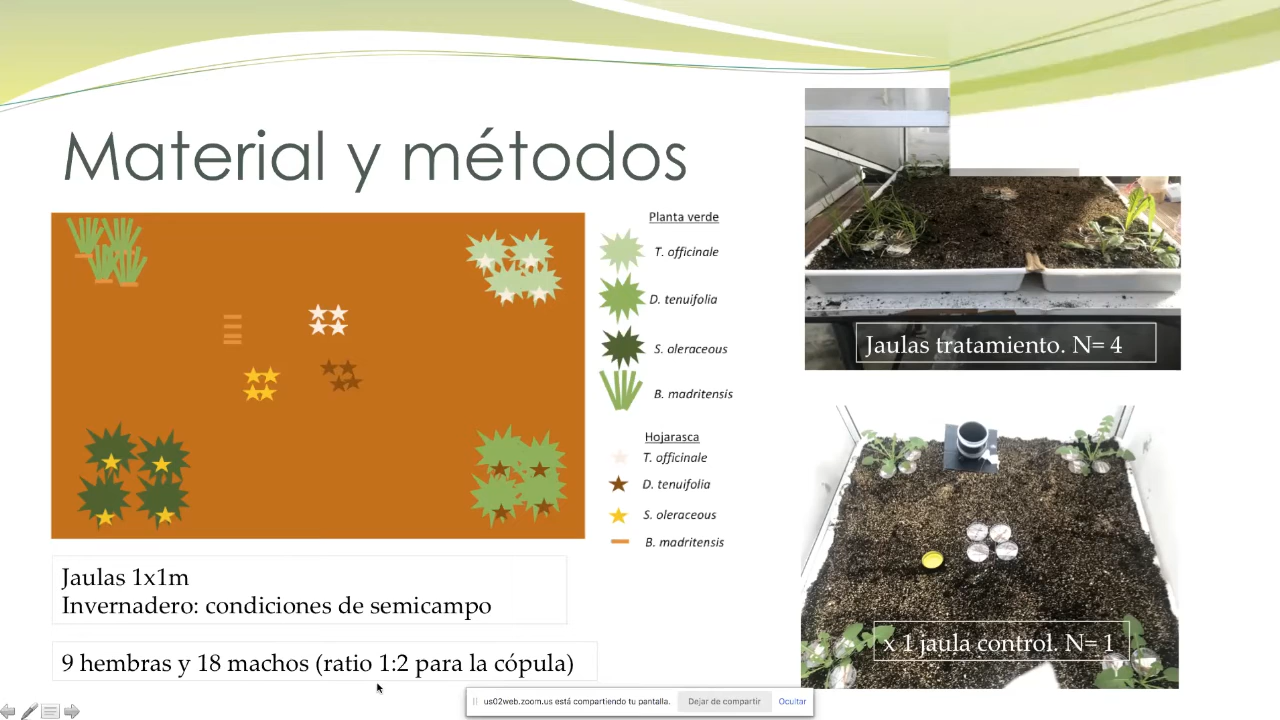 Material y métodos
Planta verde
T. officinale
D. tenuifolia
S. oleraceous
B. madritensis
Hojarasca
T. officinale
D. tenuifolia
S. oleraceous
B. madritensis
Jaulas 1x1m
Invernadero: condiciones de semicampo
9 hembras y 18 machos (ratio 1:2 para la cópula)
Jaulas tratamiento. N= 4
x 1 jaula control. N= 1
us02web.zoom.us está compartiendo tu pantalla.
Dejar de compartir
Ocultar